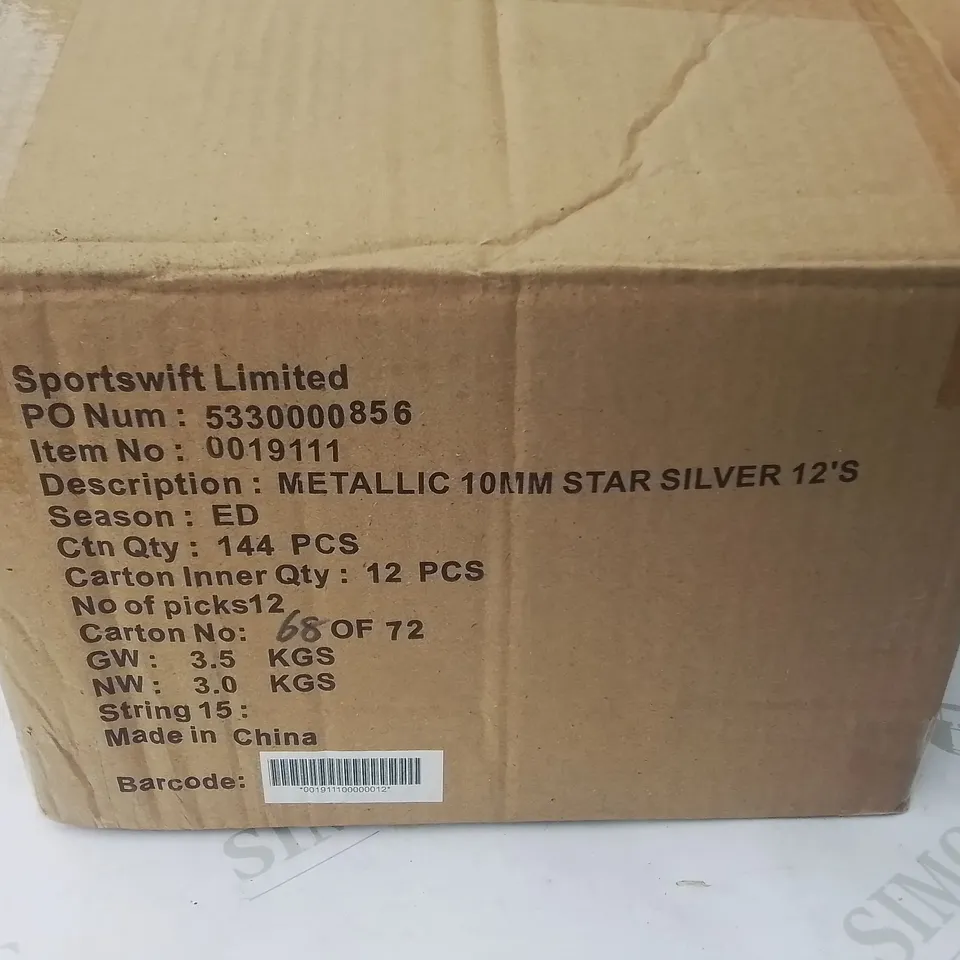 Sportswift Limited
PO Num : 5330000856
Item No : 0019111
Description : METALLIC 10MM STAR SILVER 12'S
Season : ED
Ctn Qty : 144 PCS
Carton Inner Qty : 12 PCS
No of picks12
Carton No: 68 OF 72
GW : 3.5 KGS
NW : 3.0 KGS
String 15 :
Made in China
Barcode:
*001911100000012*